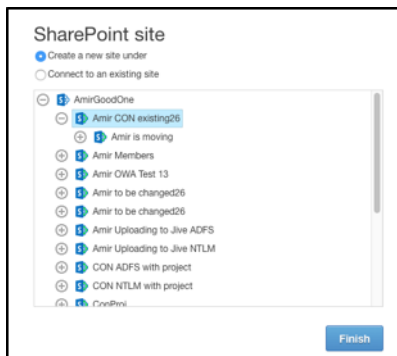 SharePoint site
Create a new site under
Connect to an existing site
AmirGoodOne
Amir CON existing26
Amir is moving
Amir Members
Amir OWA Test 13
Amir to be changed26
Amir to be changed26
Amir Uploading to Jive ADFS
Amir Uploading to Jive NTLM
CON ADFS with project
CON NTLM with project
ConProj
Finish